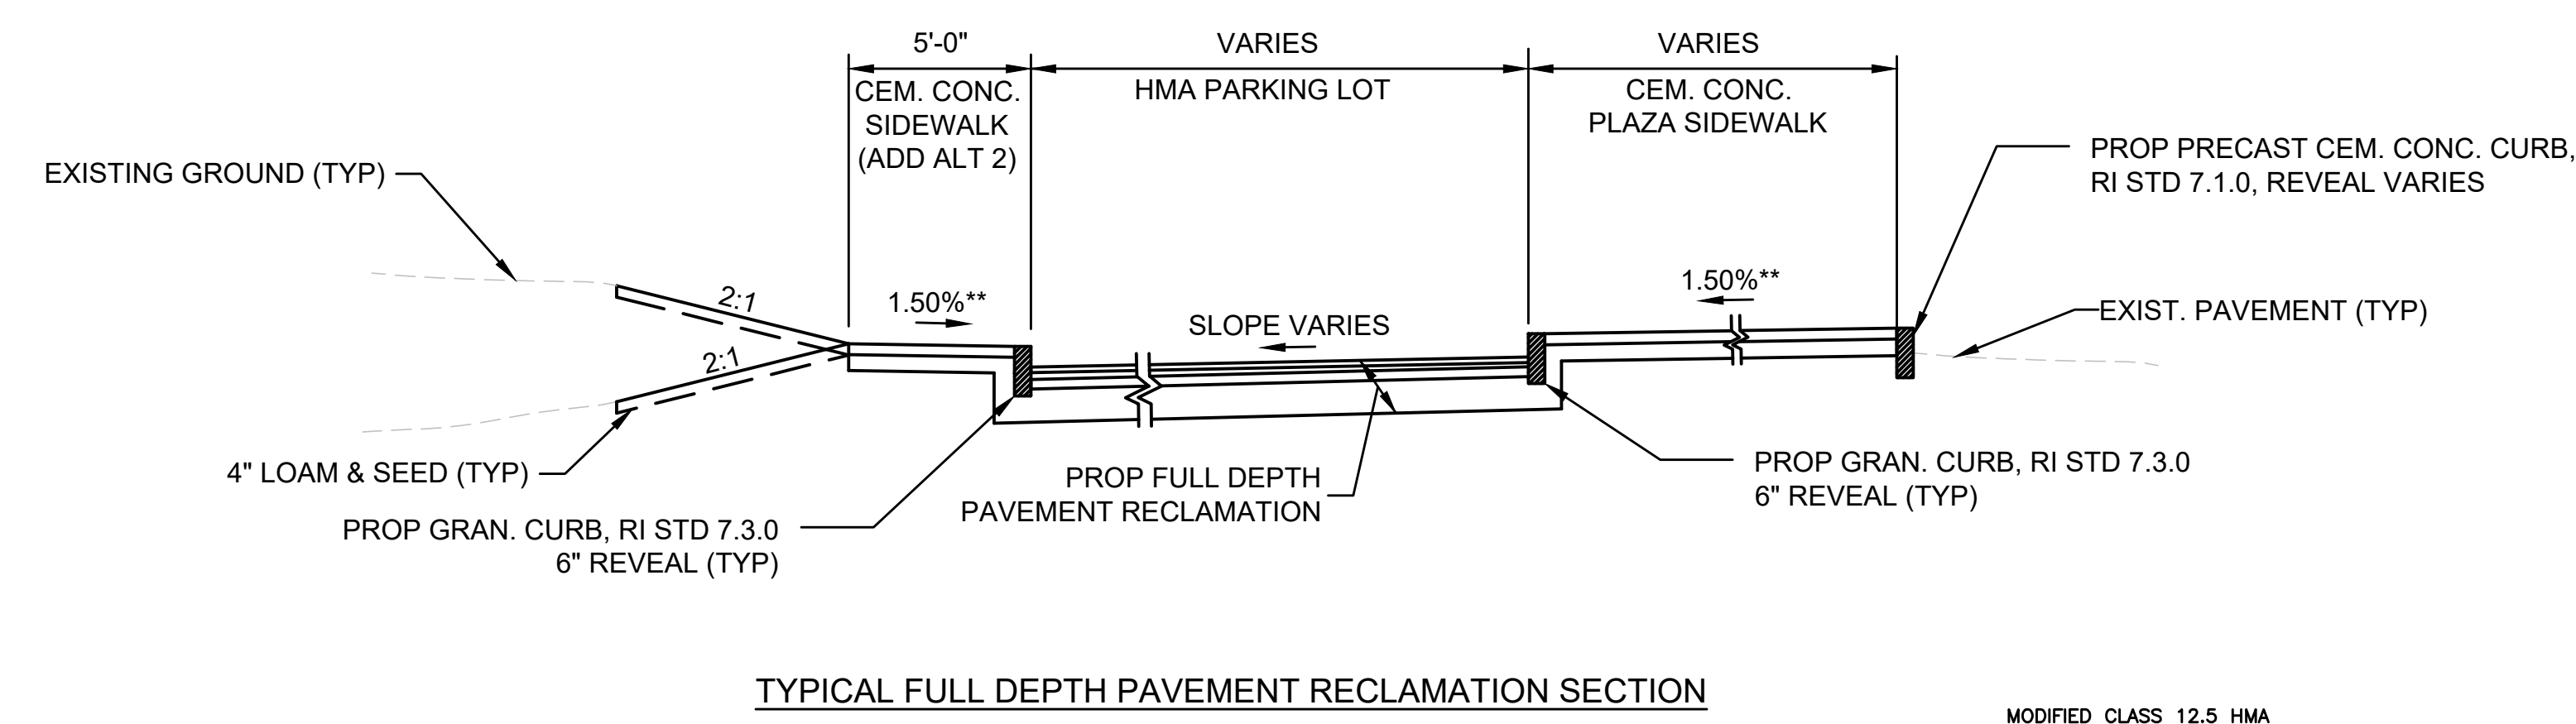 5'-0"
VARIES
VARIES
CEM. CONC.
SIDEWALK
(ADD ALT 2)
HMA PARKING LOT
CEM. CONC.
PLAZA SIDEWALK
EXISTING GROUND (TYP)
PROP PRECAST CEM. CONC. CURB,
RI STD 7.1.0, REVEAL VARIES
2:1
1.50%**
SLOPE VARIES
1.50%**
EXIST. PAVEMENT (TYP)
2:1
4" LOAM & SEED (TYP)
PROP GRAN. CURB, RI STD 7.3.0
6" REVEAL (TYP)
PROP FULL DEPTH
PAVEMENT RECLAMATION
PROP GRAN. CURB, RI STD 7.3.0
6" REVEAL (TYP)
TYPICAL FULL DEPTH PAVEMENT RECLAMATION SECTION
MODIFIED CLASS 12.5 HMA